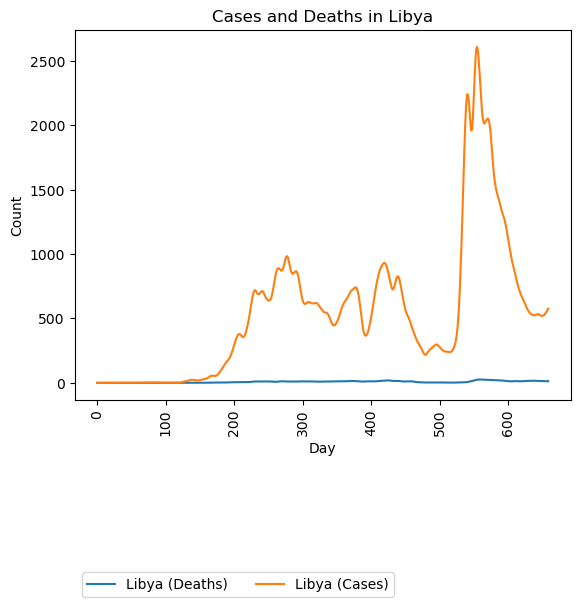 Cases and Deaths in Libya
2500
2000
1500
1000
500
0
Count
0 100 200 300 400 500 600
Day
Libya (Deaths) Libya (Cases)